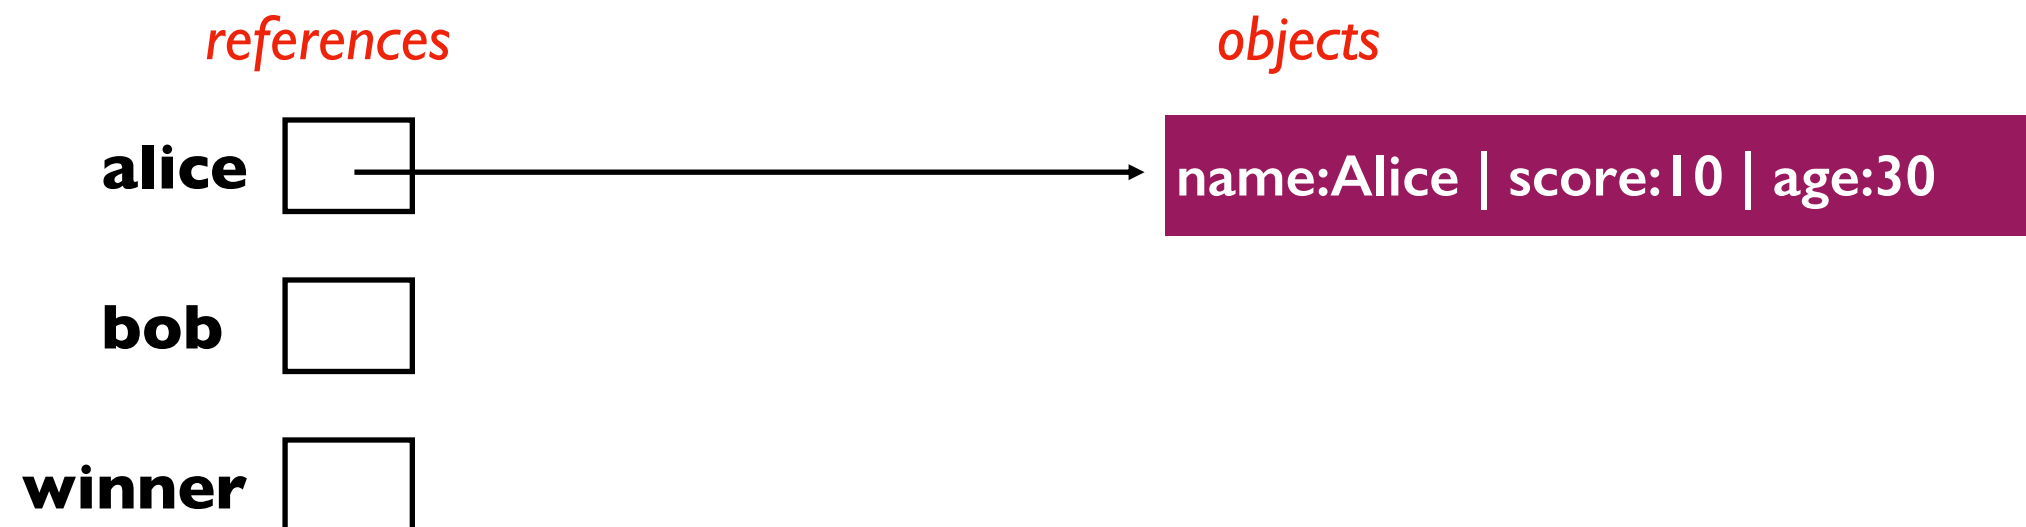 references objects
alice name:Alice | score:10 | age:30
bob
winner